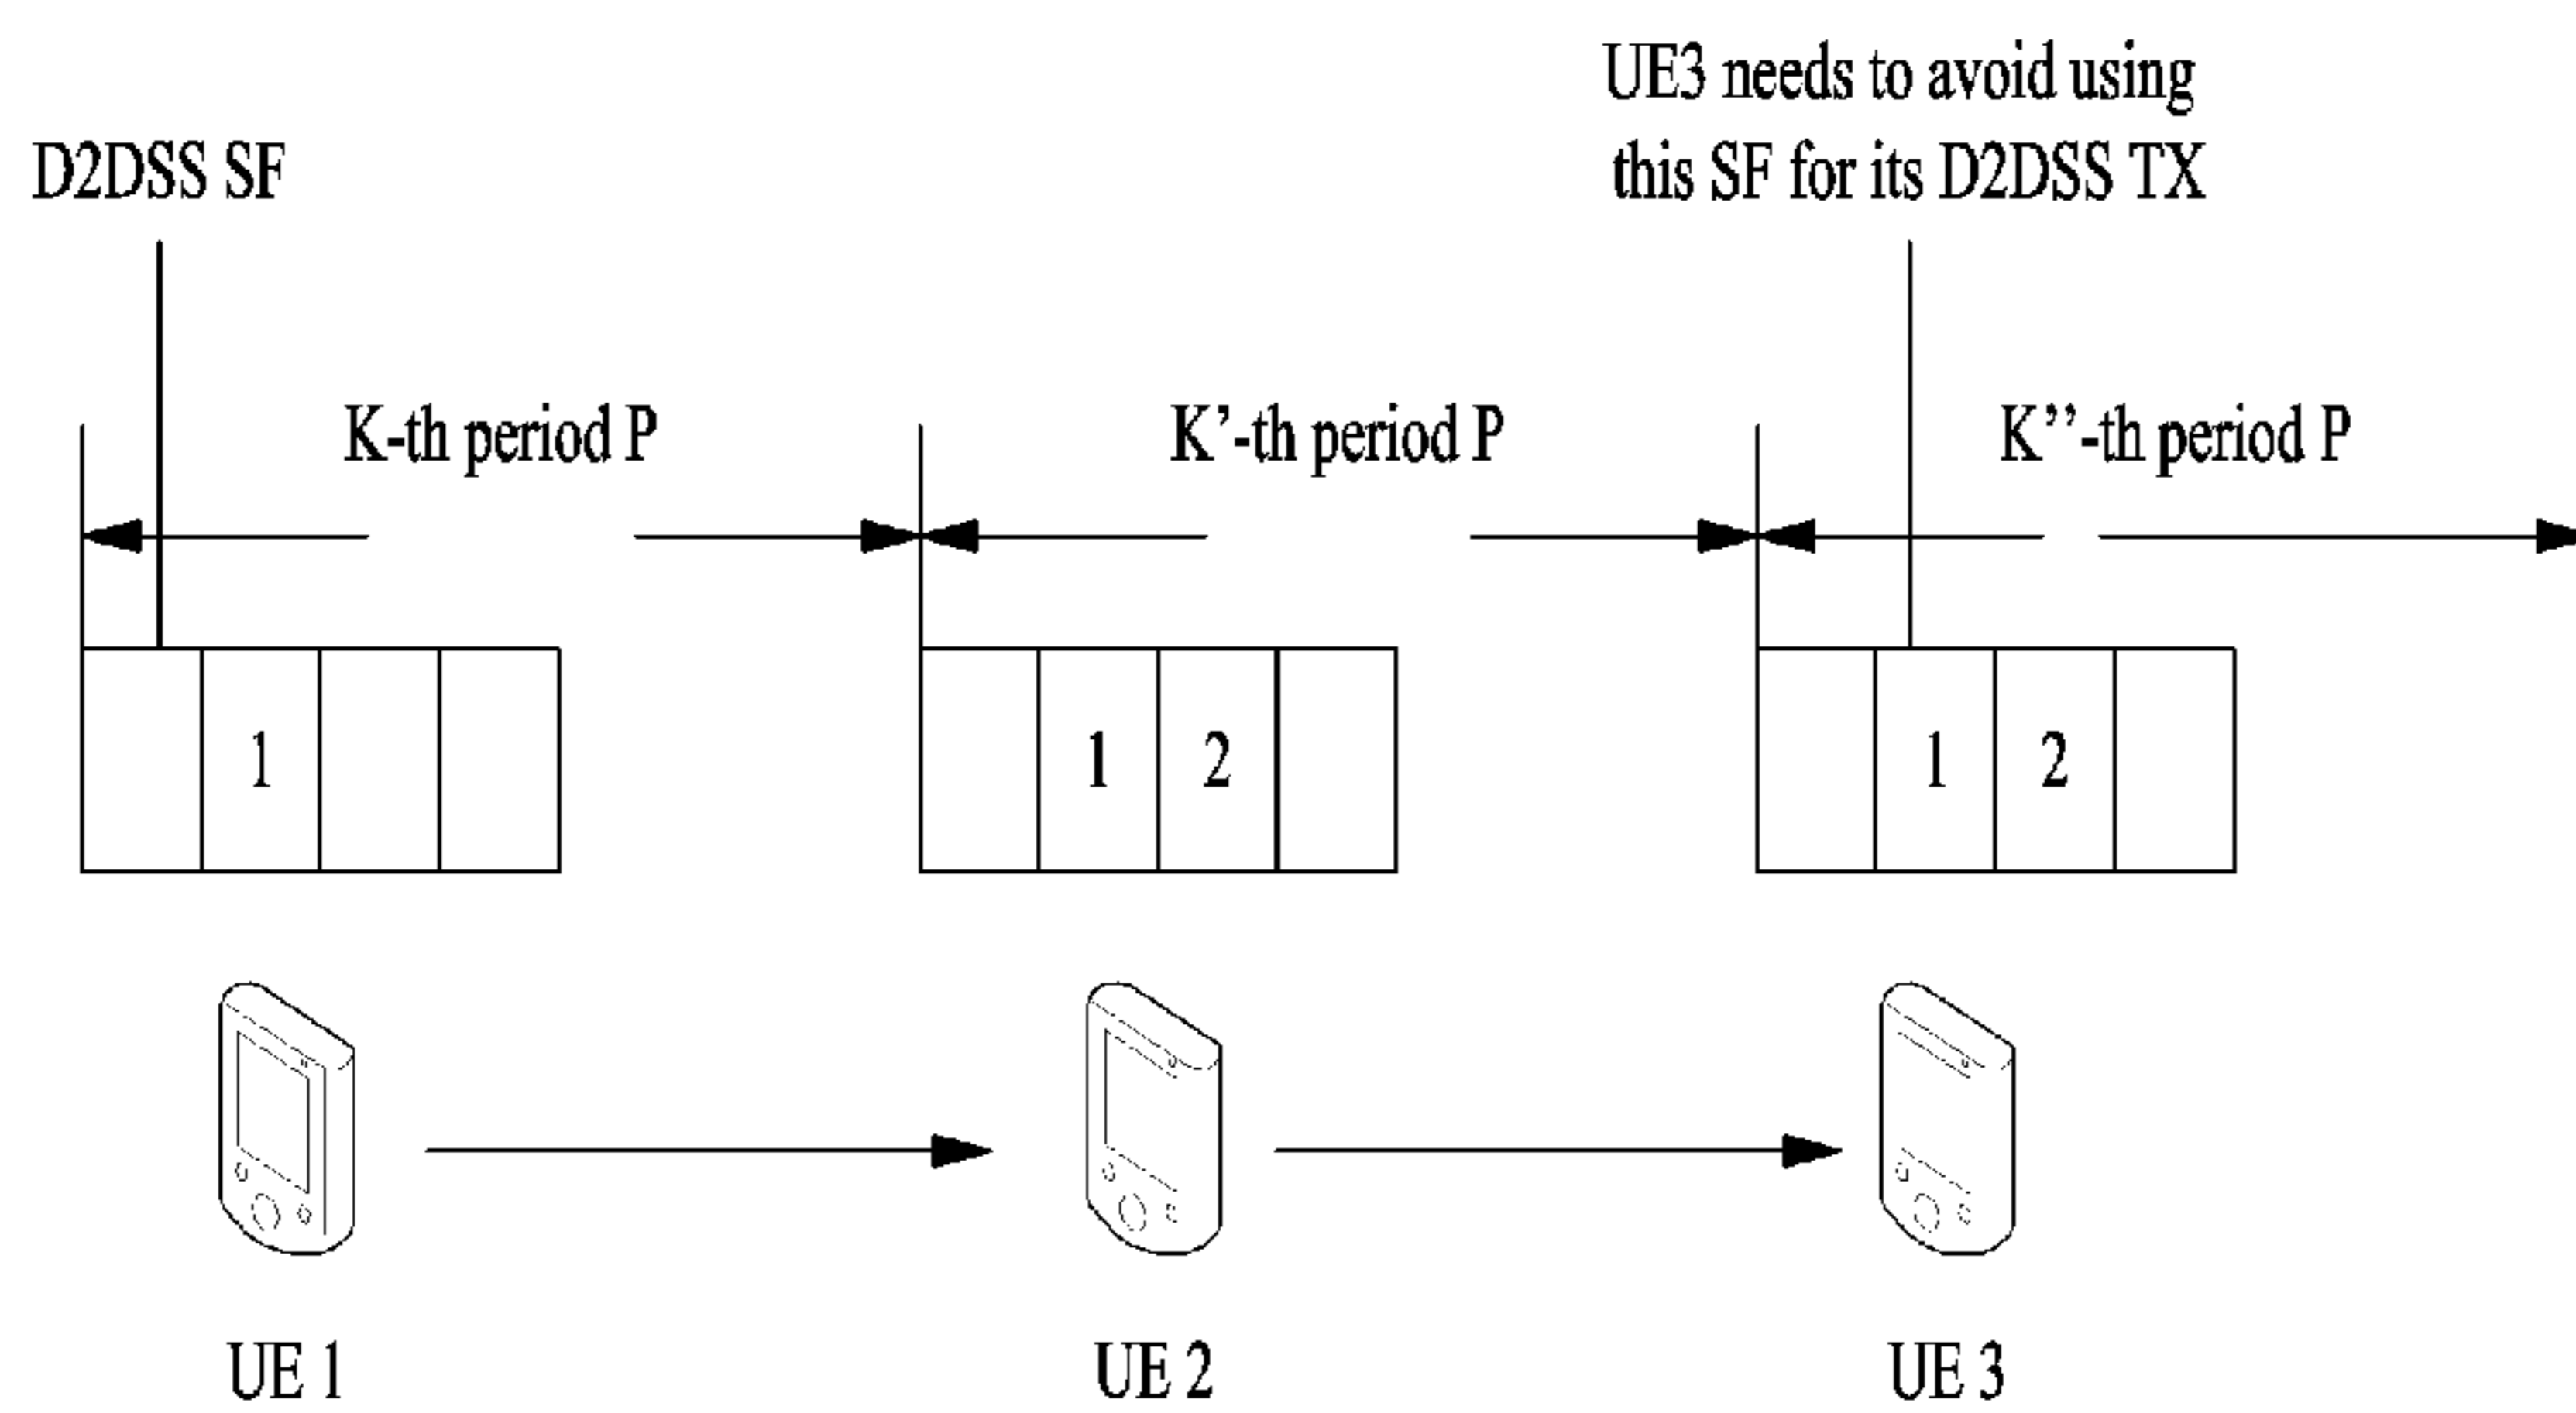 UE3 needs to avoid using
this SF for its D2DSS TX
D2DSS SF
K-th period P
K’-th period P
K’’-th period P
1
1 2
1 2
UE 1
UE 2
UE 3